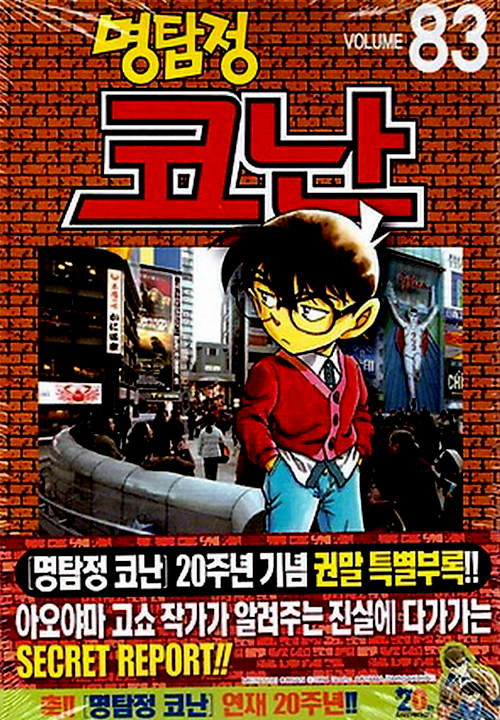 명탐정
VOLUME 83
코난
Glico
[명탐정 코난] 20주년 기념 권말 특별부록!!
아오야마 고쇼 작가가 알려주는 진실에 다가가는
SECRET REPORT!!
축!! [명탐정 코난] 연재 20주년!!
20